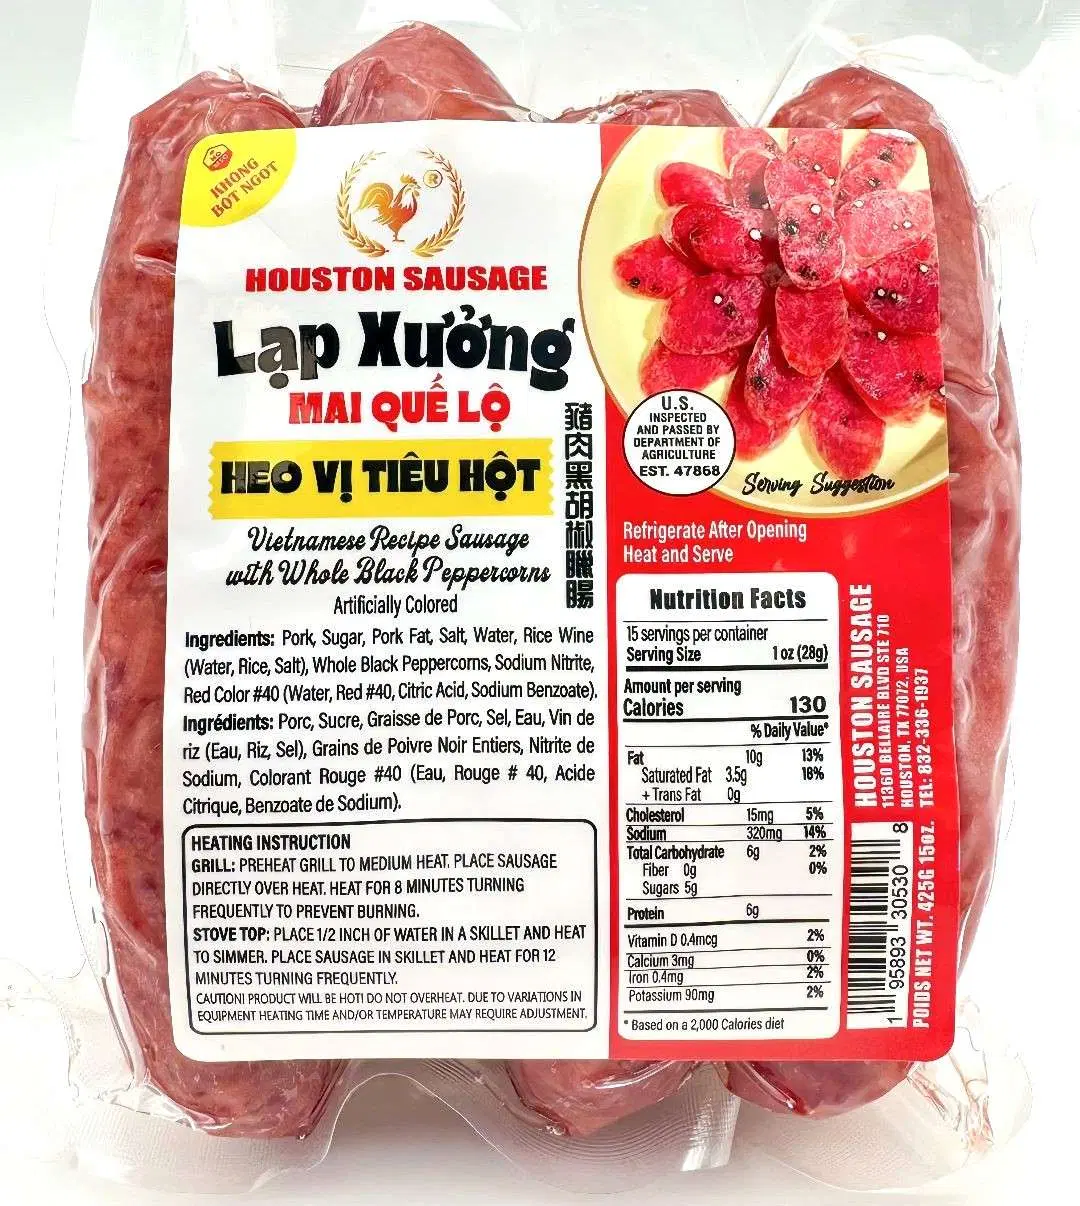 NO MSG
KHÔNG
BỘT NGỌT
®
HOUSTON SAUSAGE
Lạp Xưởng
MAI QUẾ LỘ
HEO VỊ TIÊU HỘT
豬肉黑胡椒臘腸
Vietnamese Recipe Sausage
with Whole Black Peppercorns
Artificially Colored
Ingredients: Pork, Sugar, Pork Fat, Salt, Water, Rice Wine
(Water, Rice, Salt), Whole Black Peppercorns, Sodium Nitrite,
Red Color #40 (Water, Red #40, Citric Acid, Sodium Benzoate).
Ingrédients: Porc, Sucre, Graisse de Porc, Sel, Eau, Vin de
riz (Eau, Riz, Sel), Grains de Poivre Noir Entiers, Nitrite de
Sodium, Colorant Rouge #40 (Eau, Rouge # 40, Acide
Citrique, Benzoate de Sodium).
HEATING INSTRUCTION
GRILL: PREHEAT GRILL TO MEDIUM HEAT. PLACE SAUSAGE
DIRECTLY OVER HEAT. HEAT FOR 8 MINUTES TURNING
FREQUENTLY TO PREVENT BURNING.
STOVE TOP: PLACE 1/2 INCH OF WATER IN A SKILLET AND HEAT
TO SIMMER. PLACE SAUSAGE IN SKILLET AND HEAT FOR 12
MINUTES TURNING FREQUENTLY.
CAUTION! PRODUCT WILL BE HOT! DO NOT OVERHEAT. DUE TO VARIATIONS IN
EQUIPMENT HEATING TIME AND/OR TEMPERATURE MAY REQUIRE ADJUSTMENT.
U.S.
INSPECTED
AND PASSED BY
DEPARTMENT OF
AGRICULTURE
EST. 47868
Serving Suggestion
Refrigerate After Opening
Heat and Serve
Nutrition Facts
15 servings per container
Serving Size 1 oz (28g)
Amount per serving
Calories 130
% Daily Value*
Fat 10g 13%
Saturated Fat 3.5g 18%
+ Trans Fat 0g
Cholesterol 15mg 5%
Sodium 320mg 14%
Total Carbohydrate 6g 2%
Fiber 0g 0%
Sugars 5g
Protein 6g
Vitamin D 0.4mcg 2%
Calcium 3mg 0%
Iron 0.4mg 2%
Potassium 90mg 2%
* Based on a 2,000 Calories diet
HOUSTON SAUSAGE
11360 BELLAIRE BLVD STE 710
HOUSTON, TX 77072, USA
TEL: 832-336-1937
1 95893 30530 8
POIDS NET WT. 425G 15OZ.